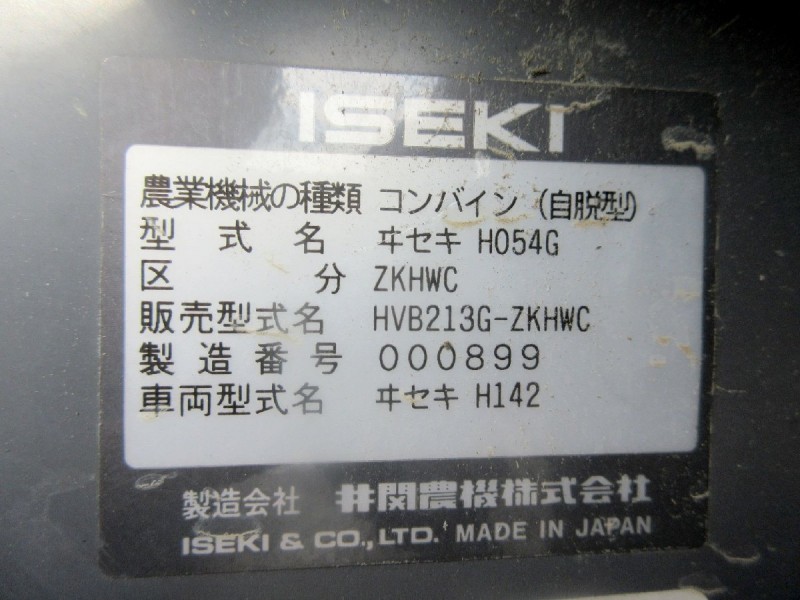 ISEKI
農業機械の種類 コンバイン (自脱型)
型式名 ヰセキ HO54G
区分 ZKHWC
販売型式名 HVB213G-ZKHWC
製造番号 000899
車両型式名 ヰセキ H142
製造会社 井関農機株式会社
ISEKI & CO.,LTD. MADE IN JAPAN